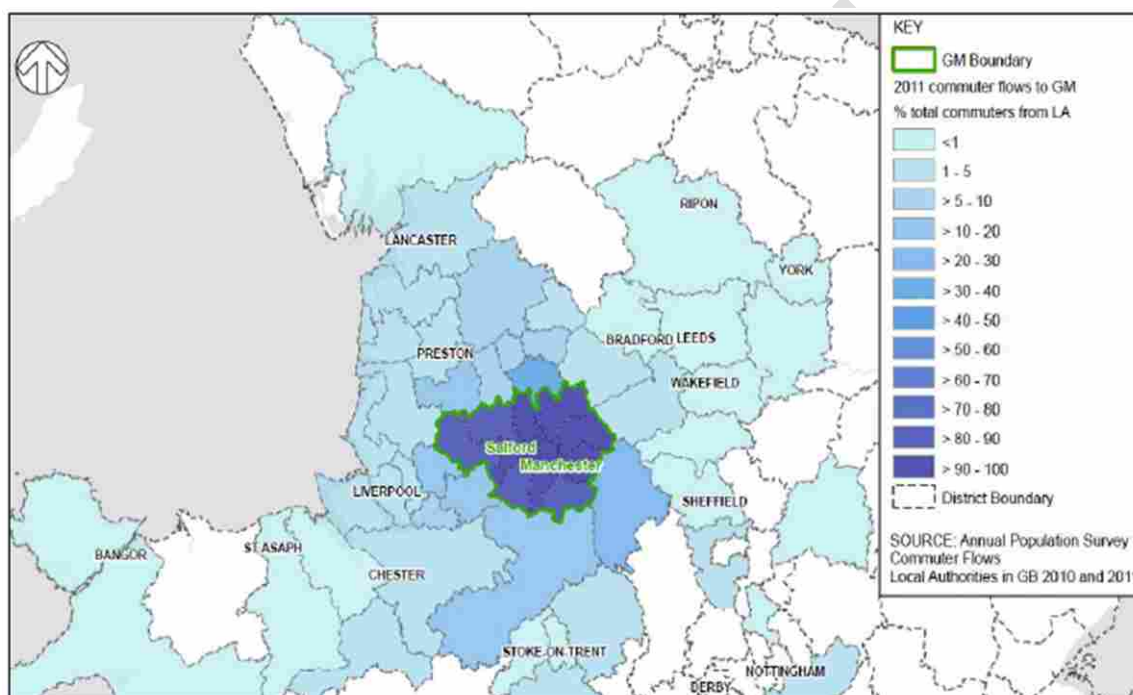 KEY
GM Boundary
2011 commuter flows to GM
% total commuters from LA
<1
1 - 5
> 5 - 10
> 10 - 20
> 20 - 30
> 30 - 40
> 40 - 50
> 50 - 60
> 60 - 70
> 70 - 80
> 80 - 90
> 90 - 100
District Boundary
SOURCE: Annual Population Survey
Commuter Flows
Local Authorities in GB 2010 and 2011
RIPON
LANCASTER
YORK
BRADFORD
LEEDS
PRESTON
WAKEFIELD
Salford
Manchester
LIVERPOOL
SHEFFIELD
BANGOR
ST.ASAPH
CHESTER
STOKE-ON-TRENT
NOTTINGHAM
DERBY